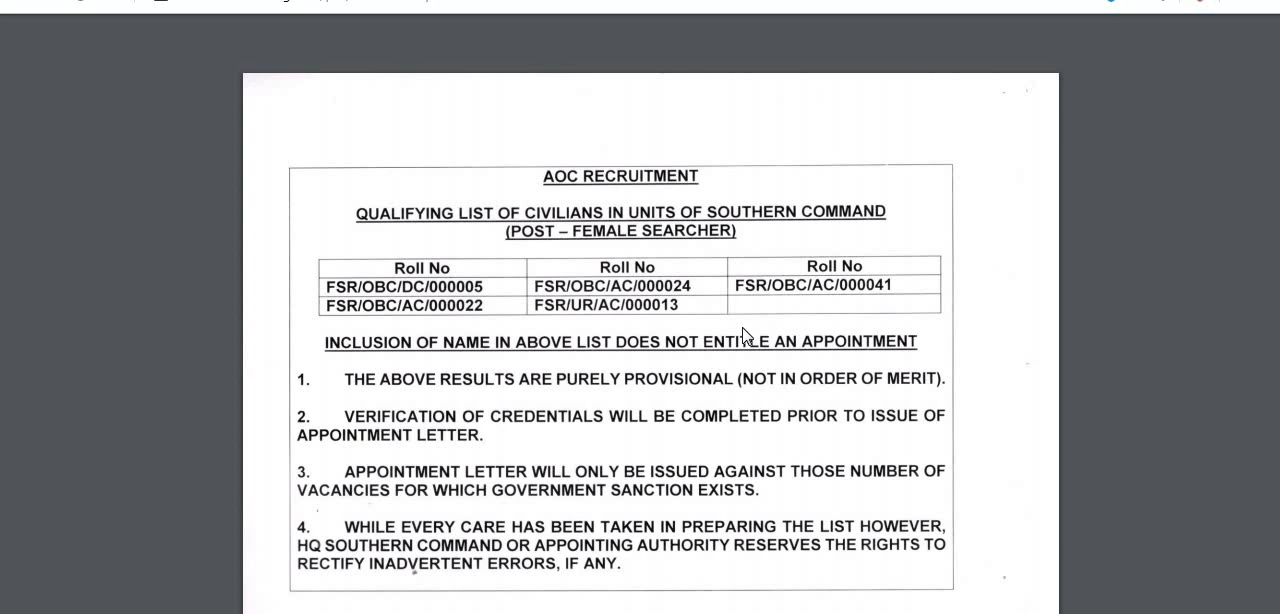 AOC RECRUITMENT
QUALIFYING LIST OF CIVILIANS IN UNITS OF SOUTHERN COMMAND
(POST – FEMALE SEARCHER)
Roll No Roll No Roll No
FSR/OBC/DC/000005 FSR/OBC/AC/000024 FSR/OBC/AC/000041
FSR/OBC/AC/000022 FSR/UR/AC/000013
INCLUSION OF NAME IN ABOVE LIST DOES NOT ENTITLE AN APPOINTMENT
1. THE ABOVE RESULTS ARE PURELY PROVISIONAL (NOT IN ORDER OF MERIT).
2. VERIFICATION OF CREDENTIALS WILL BE COMPLETED PRIOR TO ISSUE OF
APPOINTMENT LETTER.
3. APPOINTMENT LETTER WILL ONLY BE ISSUED AGAINST THOSE NUMBER OF
VACANCIES FOR WHICH GOVERNMENT SANCTION EXISTS.
4. WHILE EVERY CARE HAS BEEN TAKEN IN PREPARING THE LIST HOWEVER,
HQ SOUTHERN COMMAND OR APPOINTING AUTHORITY RESERVES THE RIGHTS TO
RECTIFY INADVERTENT ERRORS, IF ANY.